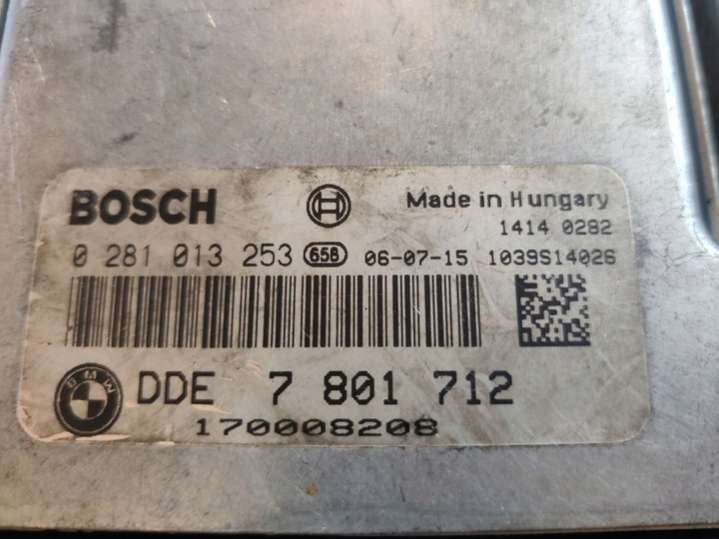 BOSCH
Made in Hungary
1414 0282
0 281 013 253 658 06-07-15 1039S14026
BMW
DDE 7 801 712
170008208